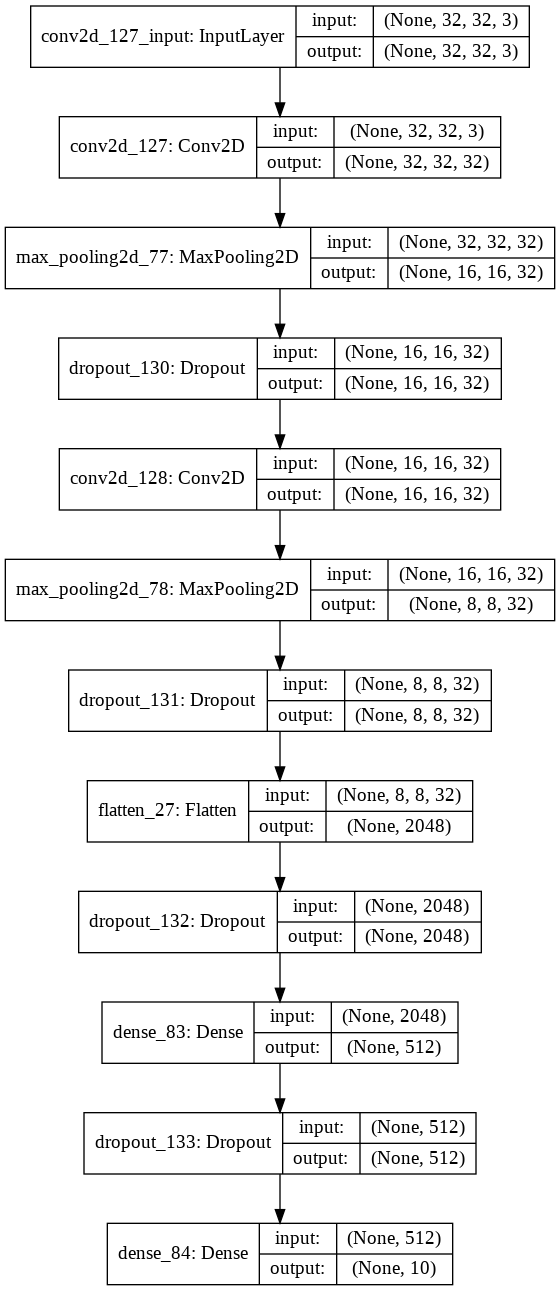 conv2d_127_input: InputLayer
input: (None, 32, 32, 3)
output: (None, 32, 32, 3)
conv2d_127: Conv2D
input: (None, 32, 32, 3)
output: (None, 32, 32, 32)
max_pooling2d_77: MaxPooling2D
input: (None, 32, 32, 32)
output: (None, 16, 16, 32)
dropout_130: Dropout
input: (None, 16, 16, 32)
output: (None, 16, 16, 32)
conv2d_128: Conv2D
input: (None, 16, 16, 32)
output: (None, 16, 16, 32)
max_pooling2d_78: MaxPooling2D
input: (None, 16, 16, 32)
output: (None, 8, 8, 32)
dropout_131: Dropout
input: (None, 8, 8, 32)
output: (None, 8, 8, 32)
flatten_27: Flatten
input: (None, 8, 8, 32)
output: (None, 2048)
dropout_132: Dropout
input: (None, 2048)
output: (None, 2048)
dense_83: Dense
input: (None, 2048)
output: (None, 512)
dropout_133: Dropout
input: (None, 512)
output: (None, 512)
dense_84: Dense
input: (None, 512)
output: (None, 10)